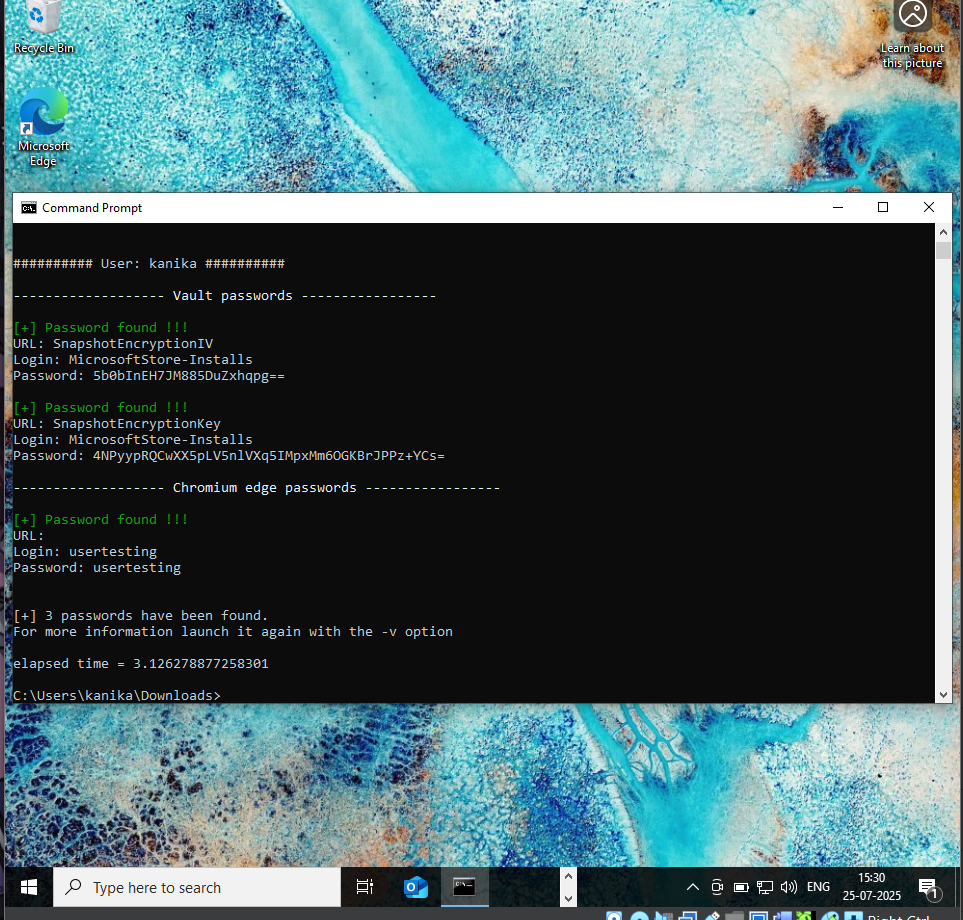 Recycle Bin
Learn about
this picture
Microsoft
Edge
Command Prompt
########## User: kanika ##########
------------------- Vault passwords -----------------
[+] Password found !!!
URL: SnapshotEncryptionIV
Login: MicrosoftStore-Installs
Password: 5b0bInEH7JM885DuZxhqpg==
[+] Password found !!!
URL: SnapshotEncryptionKey
Login: MicrosoftStore-Installs
Password: 4NPyypRQCwXX5pLV5nlVXq5IMpxMm6OGKBrJPPz+YCs=
------------------- Chromium edge passwords -----------------
[+] Password found !!!
URL:
Login: usertesting
Password: usertesting
[+] 3 passwords have been found.
For more information launch it again with the -v option
elapsed time = 3.126278877258301
C:\Users\kanika\Downloads>
Type here to search
ENG
15:30
25-07-2025
1
Right Ctrl